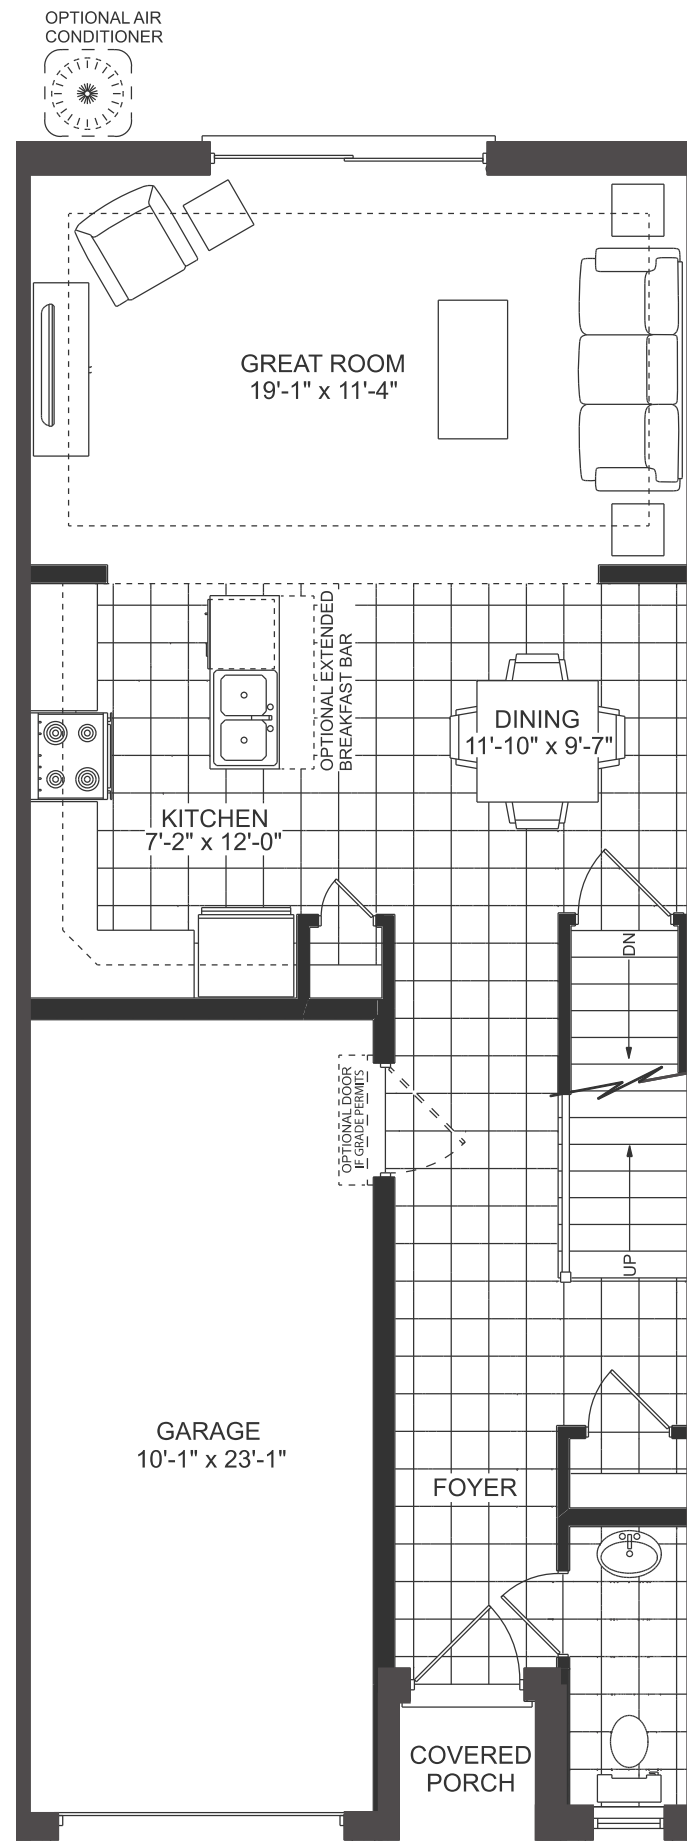 OPTIONAL AIR
CONDITIONER
GREAT ROOM
19'-1" x 11'-4"
OPTIONAL EXTENDED
BREAKFAST BAR
DINING
11'-10" x 9'-7"
KITCHEN
7'-2" x 12'-0"
DN
OPTIONAL DOOR
IF GRADE PERMITS
UP
GARAGE
10'-1" x 23'-1"
FOYER
COVERED
PORCH